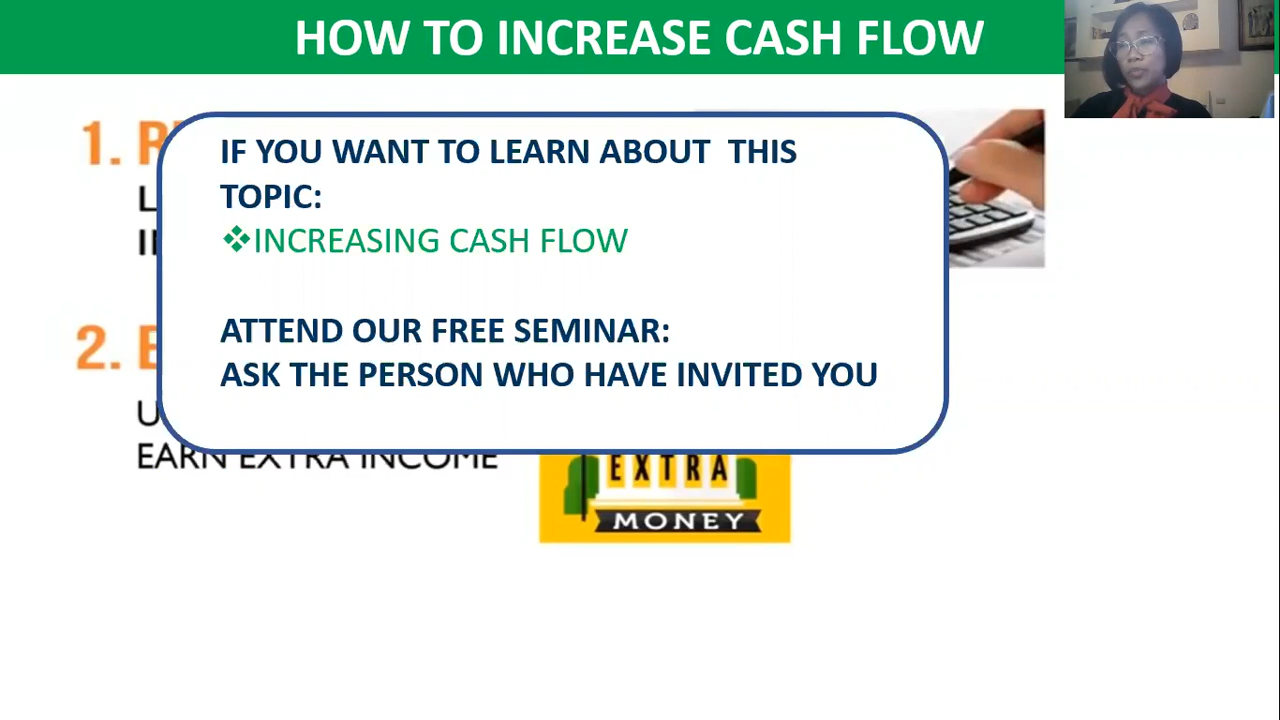 HOW TO INCREASE CASH FLOW
1.
IF YOU WANT TO LEARN ABOUT THIS
TOPIC:
❖INCREASING CASH FLOW
ATTEND OUR FREE SEMINAR:
ASK THE PERSON WHO HAVE INVITED YOU
2.
EARN EXTRA INCOME
EXTRA
MONEY